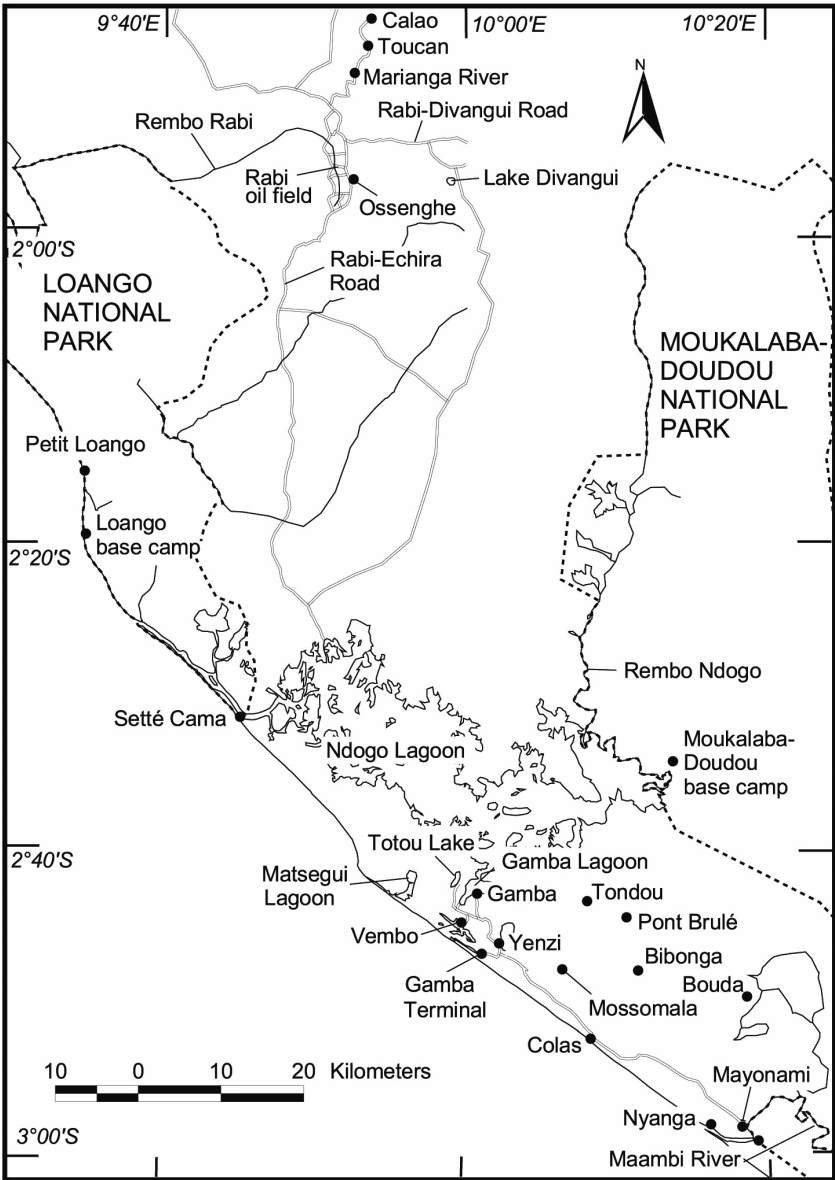 9°40'E
10°00'E
10°20'E
Calao
Toucan
Marianga River
N
Rabi-Divangui Road
Rembo Rabi
Rabi
oil field
Lake Divangui
Ossenghe
2°00'S
Rabi-Echira
Road
LOANGO
NATIONAL
PARK
MOUKALABA-
DOUDOU
NATIONAL
PARK
Petit Loango
Loango
base camp
2°20'S
Rembo Ndogo
Setté Cama
Ndogo Lagoon
Moukalaba-
Doudou
base camp
2°40'S
Totou Lake
Gamba Lagoon
Matsegui
Lagoon
Gamba
Tondou
Pont Brulé
Vembo
Yenzi
Bibonga
Bouda
Gamba
Terminal
Mossomala
Colas
10 0 10 20 Kilometers
Mayonami
Nyanga
3°00'S
Maambi River